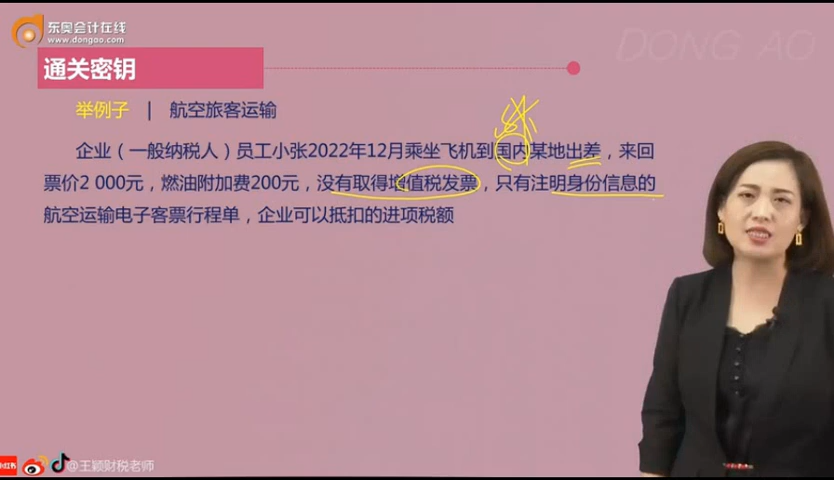 东奥会计在线
www.dongao.com
DONG AO
通关密钥
举例子 | 航空旅客运输
企业（一般纳税人）员工小张2022年12月乘坐飞机到国内某地出差，来回
票价2 000元，燃油附加费200元，没有取得增值税发票，只有注明身份信息的
航空运输电子客票行程单，企业可以抵扣的进项税额
小红书 @王颖财税老师